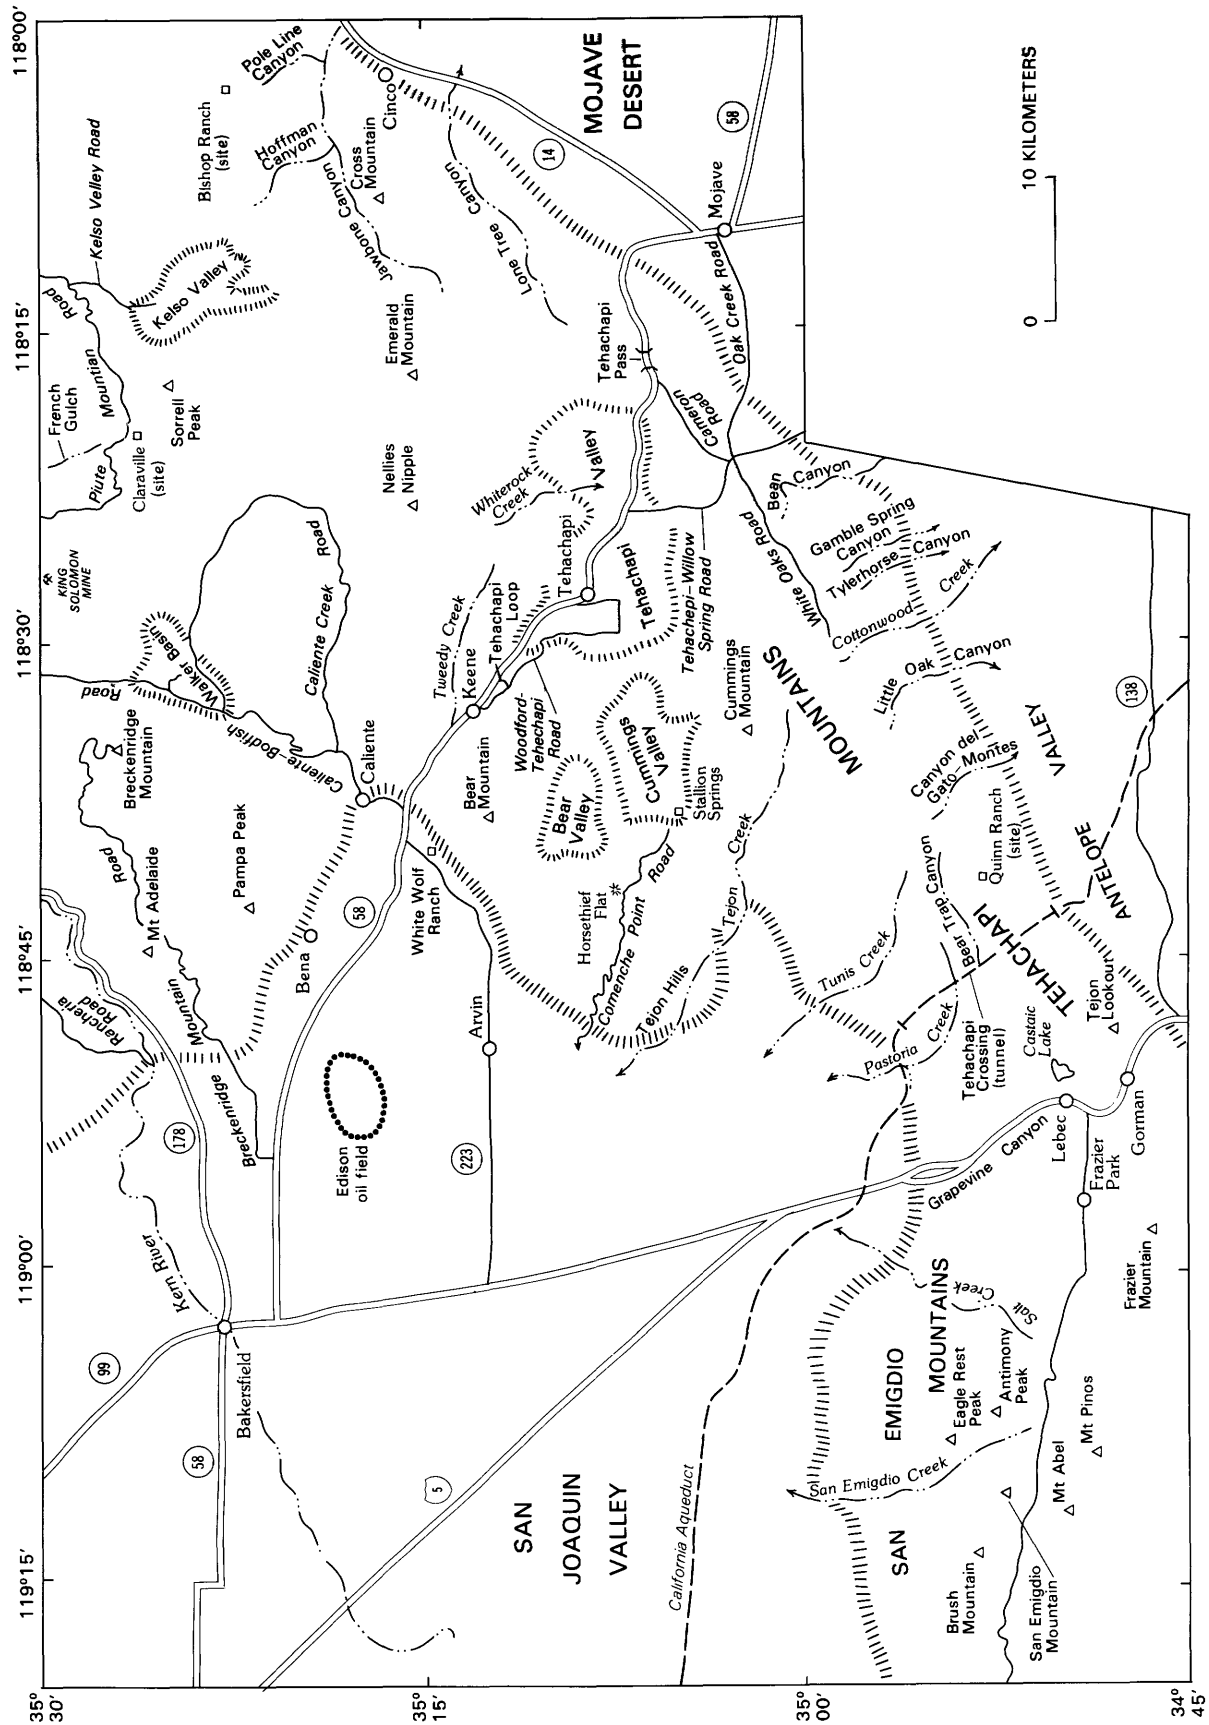 118°00'
118°15'
118°30'
118°45'
119°00'
119°15'
35°
30'
35°
15'
35°00'
34°
45'
Pole Line
Canyon
Bishop Ranch
(site)
Hoffman
Canyon
Kelso Valley Road
Kelso Valley
Cross
Mountain
Cinco
Jawbone Canyon
Lone Tree Canyon
14
MOJAVE
DESERT
58
Mojave
10 KILOMETERS
0
French
Gulch
Piute
Mountian
Road
Claraville
(site)
Sorrell
Peak
Emerald
Mountain
Nellies
Nipple
Tehachapi
Pass
Oak Creek Road
Cameron
Road
Whiterock
Creek
Valley
Tehachapi
Tehachapi
KING
SOLOMON
MINE
Walker Basin
Caliente Creek
Road
Tweedy Creek
Keene
Tehachapi
Loop
Woodford-
Tehechapi
Road
Tehachepi-Willow
Spring Road
White Oaks Road
Bean
Canyon
Gamble Spring
Canyon
Tylerhorse
Canyon
Cottonwood
Creek
Little Oak
Canyon
Road
Caliente-Bodfish
Breckenridge
Mountain
Pampa Peak
Mt Adelaide
Road
Mountain
Breckenridge
Caliente
Bear
Mountain
Bear
Valley
Cummings
Valley
Cummings
Mountain
Stallion
Springs
MOUNTAINS
Canyon del
Gato-Montes
VALLEY
138
Quinn Ranch
(site)
ANTELOPE
Bena
58
White Wolf
Ranch
Horsethief
Flat
Comenche Point
Road
Tejon
Creek
Tejon Hills
Tunis Creek
Bear Trap Canyon
TEHACHAPI
Tejon
Lookout
Rancheria
Road
Arvin
Pastoria
Creek
Tehachapi
Crossing
(tunnel)
Castaic
Lake
Edison
oil field
178
223
Kern River
Grapevine
Canyon
Lebec
Gorman
Frazier
Park
Frazier
Mountain
99
Bakersfield
58
5
SAN
JOAQUIN
VALLEY
California Aqueduct
SAN
EMIGDIO
MOUNTAINS
Salt
Creek
Eagle Rest
Peak
Antimony
Peak
San Emigdio Creek
Mt Pinos
Mt Abel
Brush
Mountain
San Emigdio
Mountain